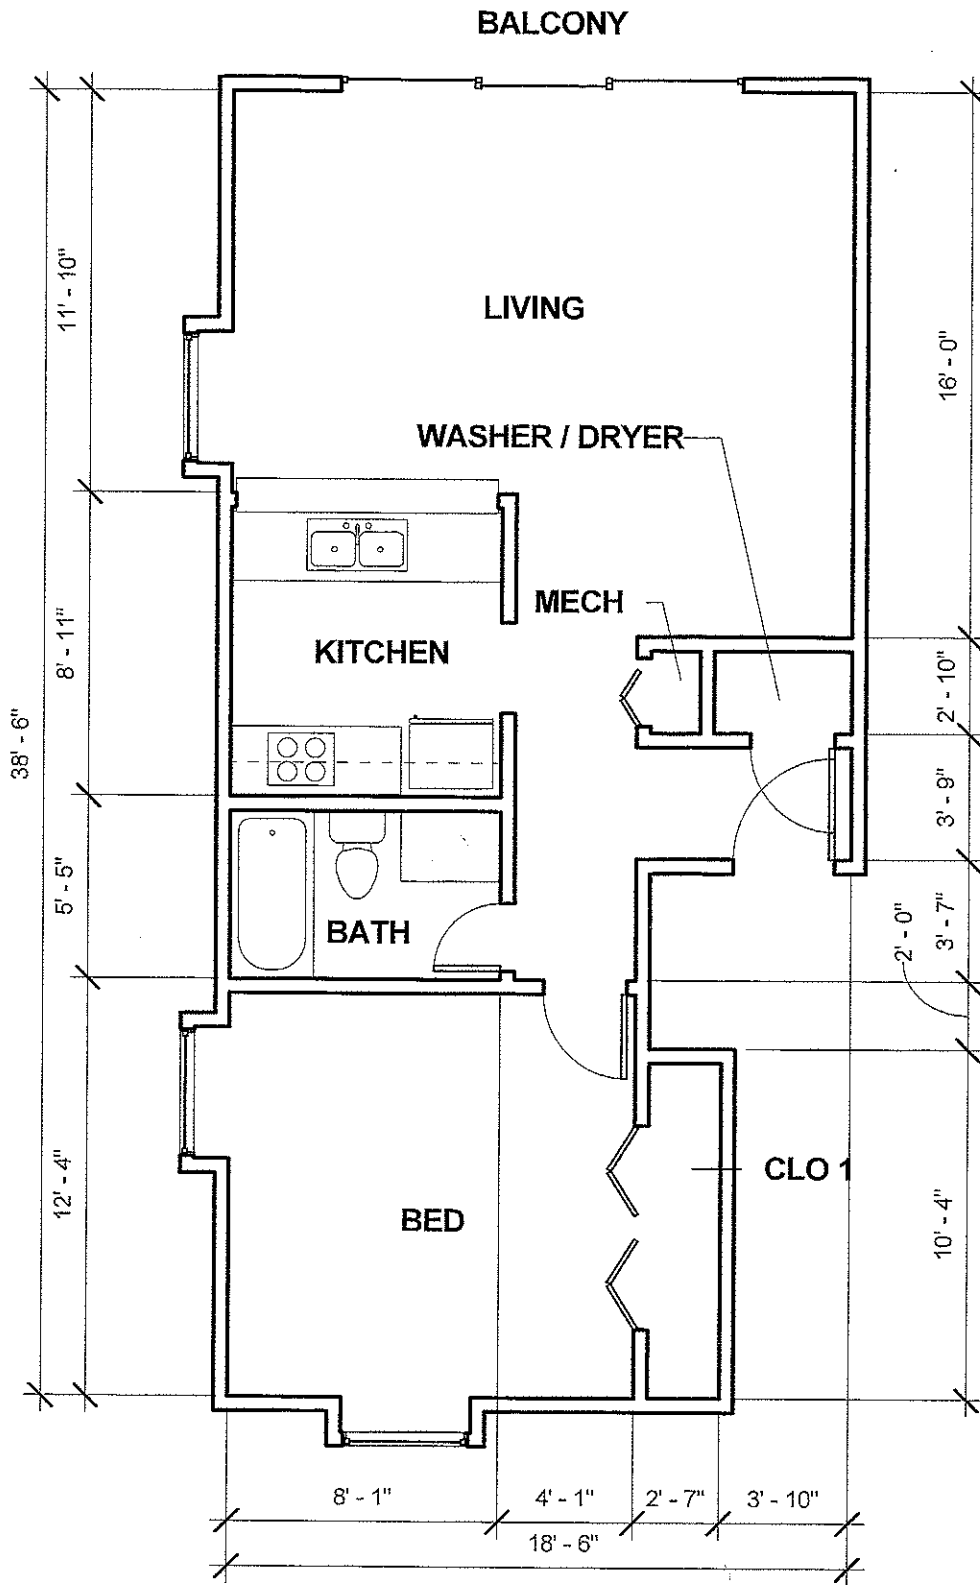 BALCONY
11' - 10"
LIVING
16' - 0"
WASHER / DRYER
MECH
KITCHEN
8' - 11"
38' - 6"
2' - 10"
3' - 9"
5' - 5"
BATH
2' - 0"
3' - 7"
12' - 4"
CLO 1
BED
10' - 4"
8' - 1"
4' - 1"
2' - 7"
3' - 10"
18' - 6"